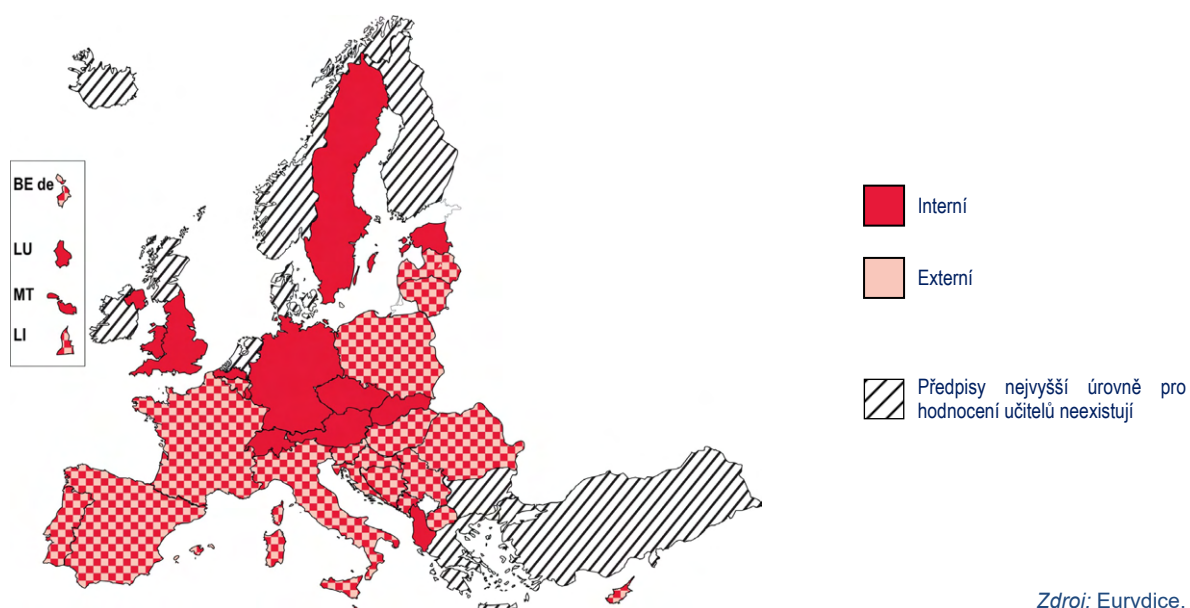 BE de
LU
MT
LI
Interní
Externí
Předpisy nejvyšší úrovně pro
hodnocení učitelů neexistují
Zdroj: Eurydice.